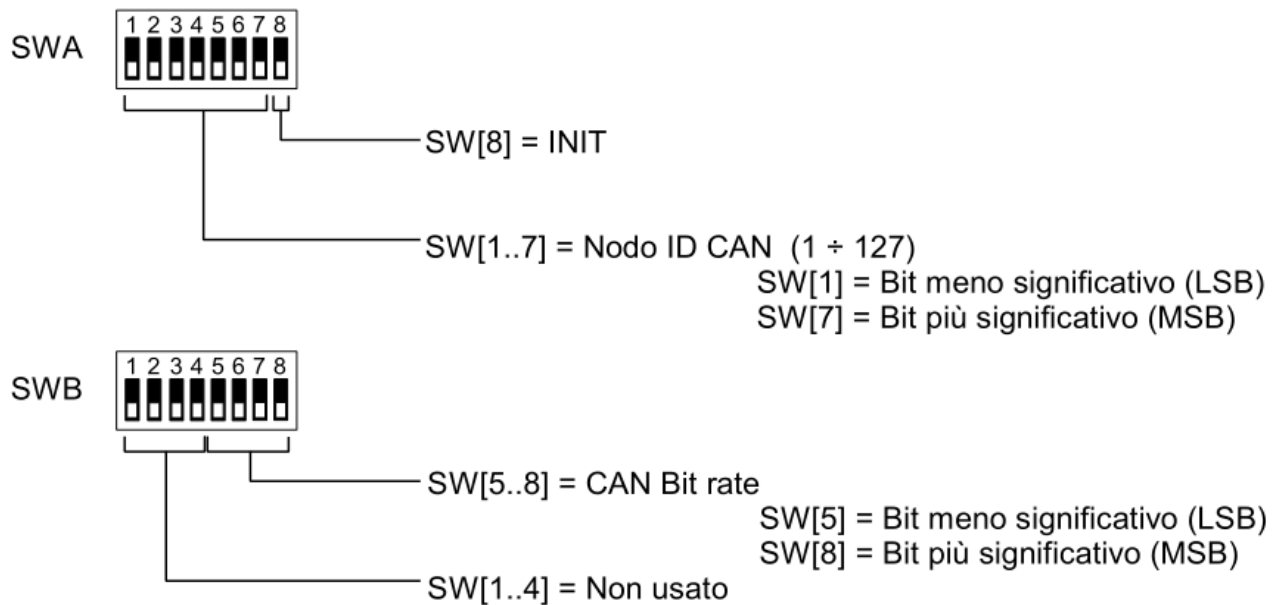 1 2 3 4 5 6 7 8
SWA
SW[8] = INIT
SW[1..7] = Nodo ID CAN (1 ÷ 127)
SW[1] = Bit meno significativo (LSB)
SW[7] = Bit più significativo (MSB)
1 2 3 4 5 6 7 8
SWB
SW[5..8] = CAN Bit rate
SW[5] = Bit meno significativo (LSB)
SW[8] = Bit più significativo (MSB)
SW[1..4] = Non usato